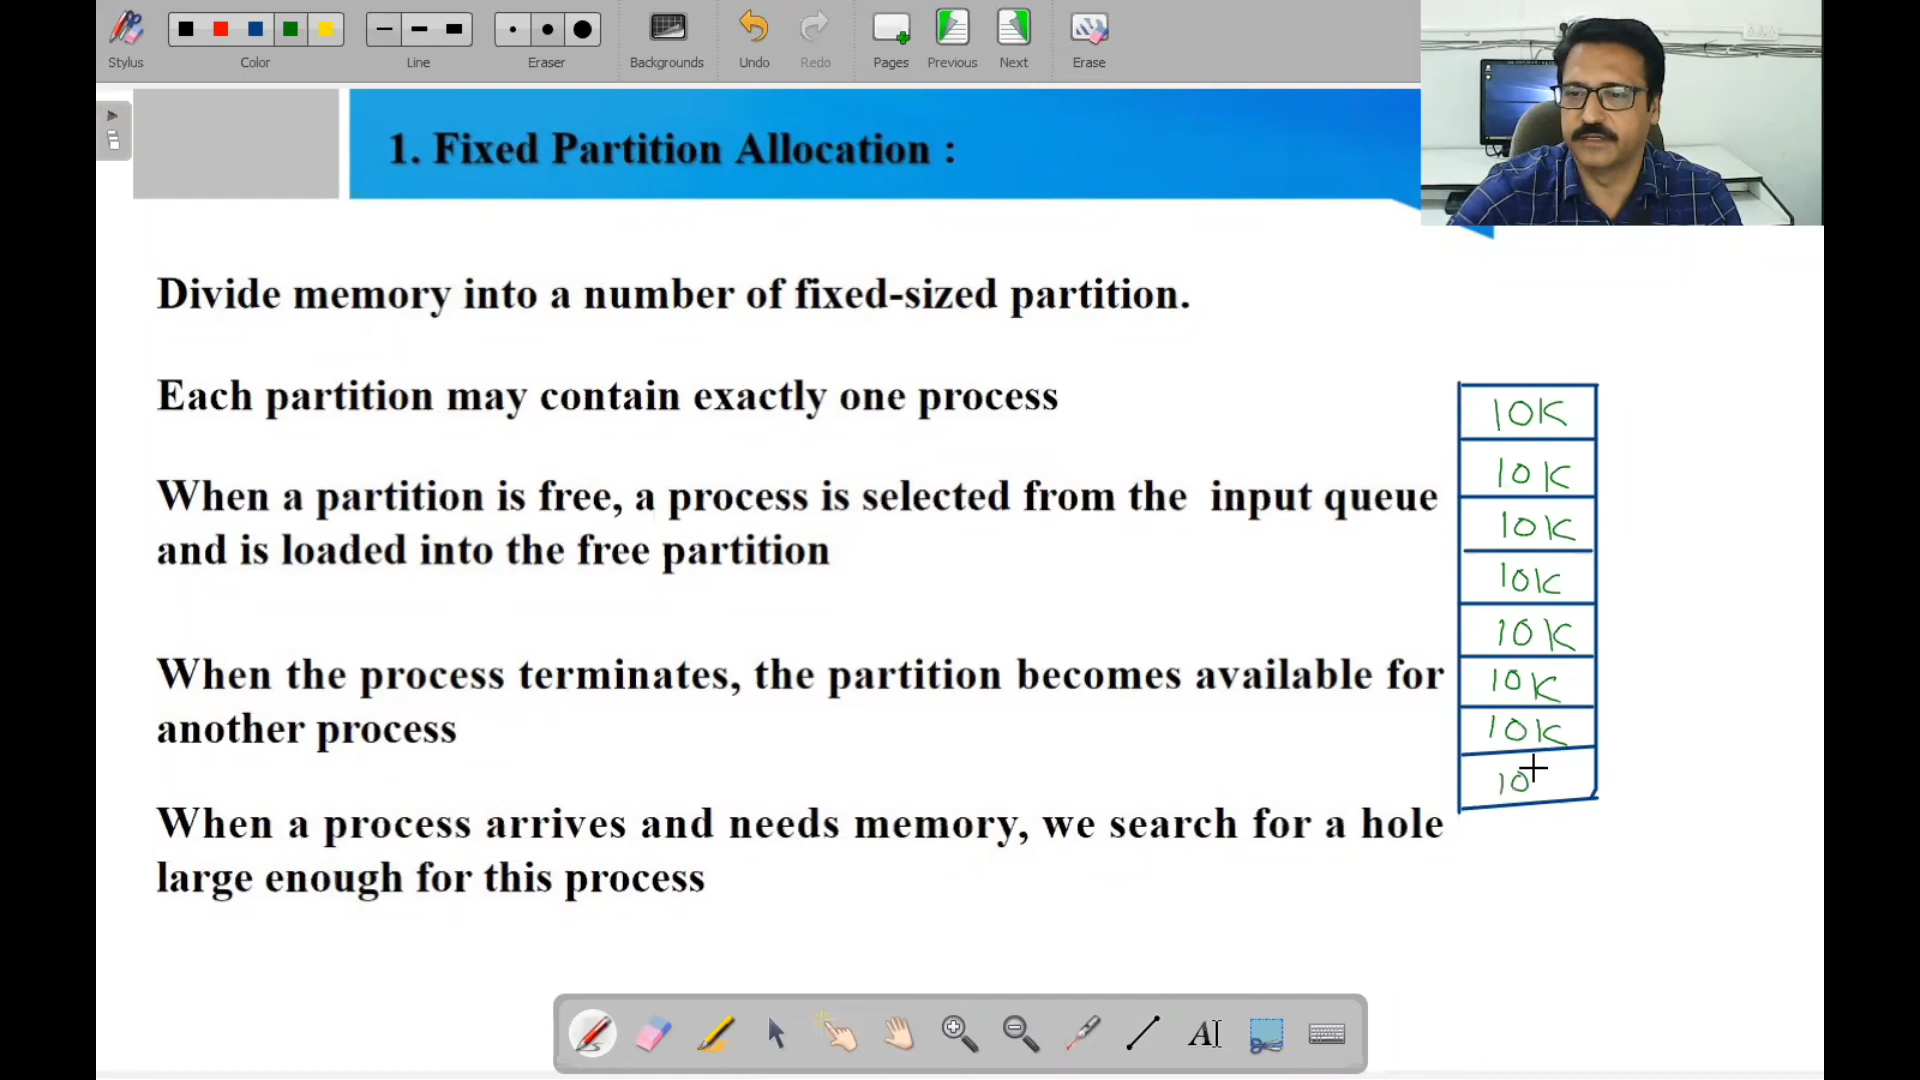 Stylus
Color
Line
Eraser
Backgrounds
Undo
Redo
Pages
Previous
Next
Erase
1. Fixed Partition Allocation :
Divide memory into a number of fixed-sized partition.
Each partition may contain exactly one process
When a partition is free, a process is selected from the input queue
and is loaded into the free partition
When the process terminates, the partition becomes available for
another process
When a process arrives and needs memory, we search for a hole
large enough for this process
10K
10K
10K
10K
10K
10K
10K
10
AI